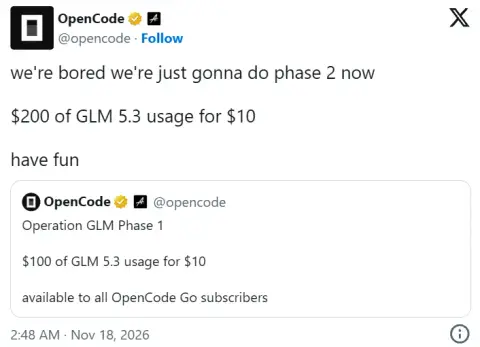 OpenCode
@opencode · Follow
we're bored we're just gonna do phase 2 now
$200 of GLM 5.3 usage for $10
have fun
OpenCode @opencode
Operation GLM Phase 1
$100 of GLM 5.3 usage for $10
available to all OpenCode Go subscribers
2:48 AM · Nov 18, 2026